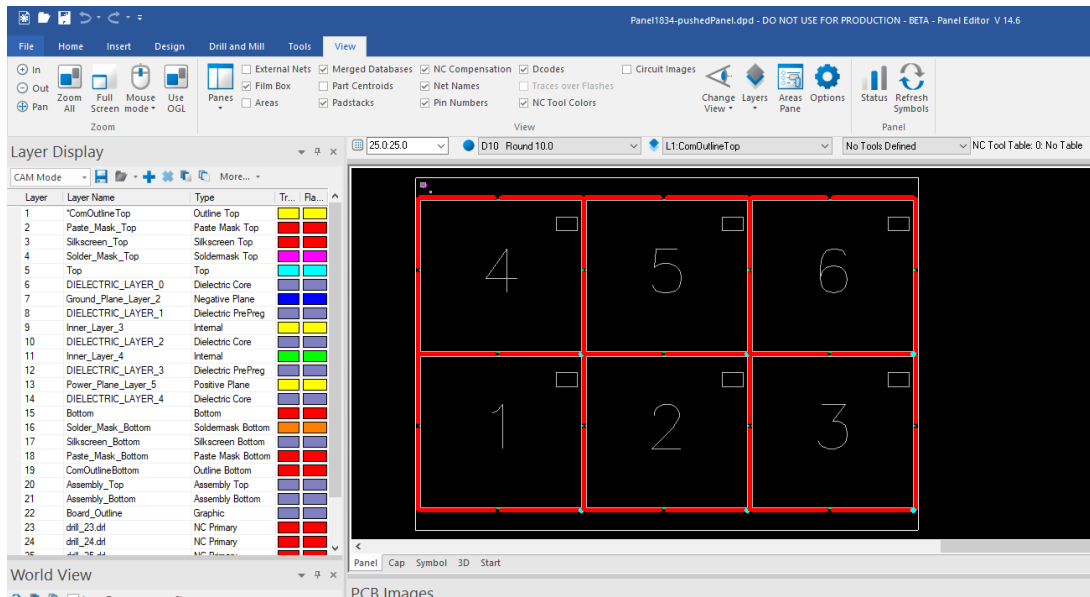 Panel1834-pushedPanel.dpd - DO NOT USE FOR PRODUCTION - BETA - Panel Editor V 14.6
File Home Insert Design Drill and Mill Tools View
In
Out
Pan
Zoom All
Full Screen
Mouse mode
Use OGL
Zoom
Panes
External Nets
Film Box
Areas
Merged Databases
Part Centroids
Padstacks
NC Compensation
Net Names
Pin Numbers
Dcodes
Traces over Flashes
NC Tool Colors
Circuit Images
Change View
Layers
Areas Pane
Options
View
Status
Refresh Symbols
Panel
Layer Display
25.0:25.0
D10 Round 10.0
L1:ComOutlineTop
No Tools Defined
NC Tool Table: 0: No Table
CAM Mode
More...
Layer Layer Name Type Tr... Fla...
1 *ComOutlineTop Outline Top
2 Paste_Mask_Top Paste Mask Top
3 Silkscreen_Top Silkscreen Top
4 Solder_Mask_Top Soldermask Top
5 Top Top
6 DIELECTRIC_LAYER_0 Dielectric Core
7 Ground_Plane_Layer_2 Negative Plane
8 DIELECTRIC_LAYER_1 Dielectric PrePreg
9 Inner_Layer_3 Internal
10 DIELECTRIC_LAYER_2 Dielectric Core
11 Inner_Layer_4 Internal
12 DIELECTRIC_LAYER_3 Dielectric PrePreg
13 Power_Plane_Layer_5 Positive Plane
14 DIELECTRIC_LAYER_4 Dielectric Core
15 Bottom Bottom
16 Solder_Mask_Bottom Soldermask Bottom
17 Silkscreen_Bottom Silkscreen Bottom
18 Paste_Mask_Bottom Paste Mask Bottom
19 ComOutlineBottom Outline Bottom
20 Assembly_Top Assembly Top
21 Assembly_Bottom Assembly Bottom
22 Board_Outline Graphic
23 drill_23.drl NC Primary
24 drill_24.drl NC Primary
4 5 6
1 2 3
Panel Cap Symbol 3D Start
World View
PCB Images